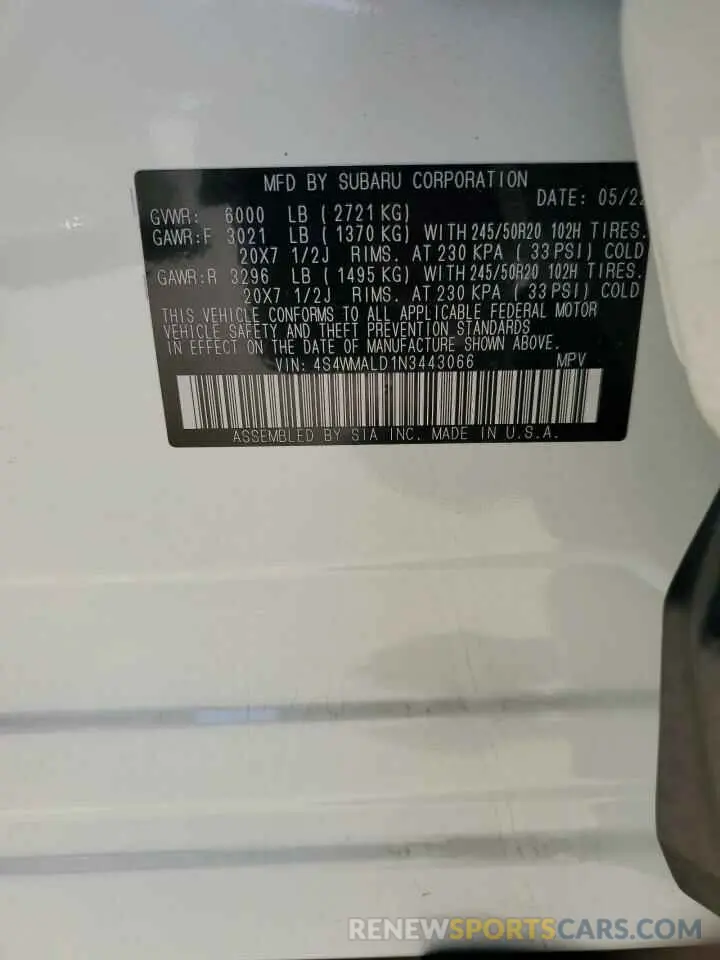 MFD BY SUBARU CORPORATION
DATE: 05/22
GVWR: 6000 LB ( 2721 KG)
GAWR:F 3021 LB ( 1370 KG) WITH 245/50R20 102H TIRES.
20X7 1/2J RIMS. AT 230 KPA ( 33 PSI) COLD
GAWR:R 3296 LB ( 1495 KG) WITH 245/50R20 102H TIRES.
20X7 1/2J RIMS. AT 230 KPA ( 33 PSI) COLD
THIS VEHICLE CONFORMS TO ALL APPLICABLE FEDERAL MOTOR
VEHICLE SAFETY AND THEFT PREVENTION STANDARDS
IN EFFECT ON THE DATE OF MANUFACTURE SHOWN ABOVE.
VIN: 4S4WMALD1N3443066 MPV
ASSEMBLED BY SIA INC. MADE IN U.S.A.
RENEWSPORTSCARS.COM